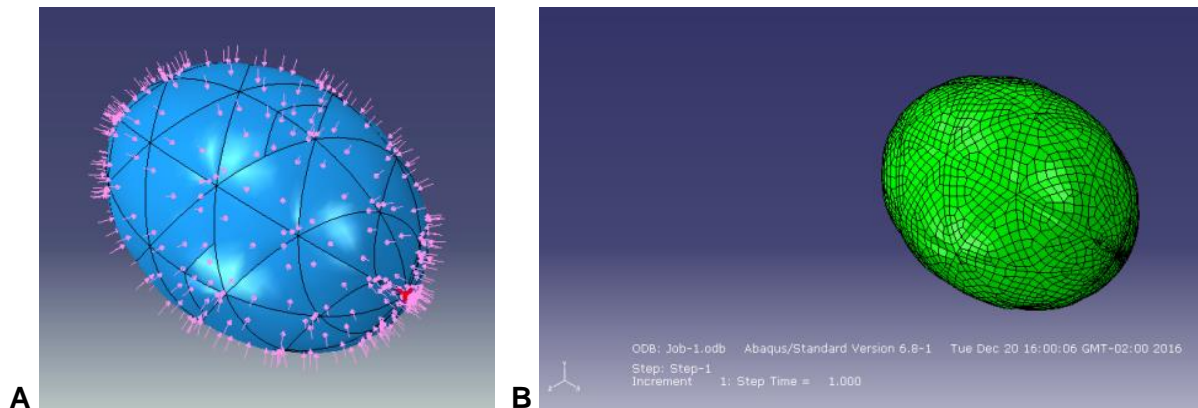 ODB: Job-1.odb Abaqus/Standard Version 6.8-1 Tue Dec 20 16:00:06 GMT-02:00 2016
Step: Step-1
Increment 1: Step Time = 1.000
A
B